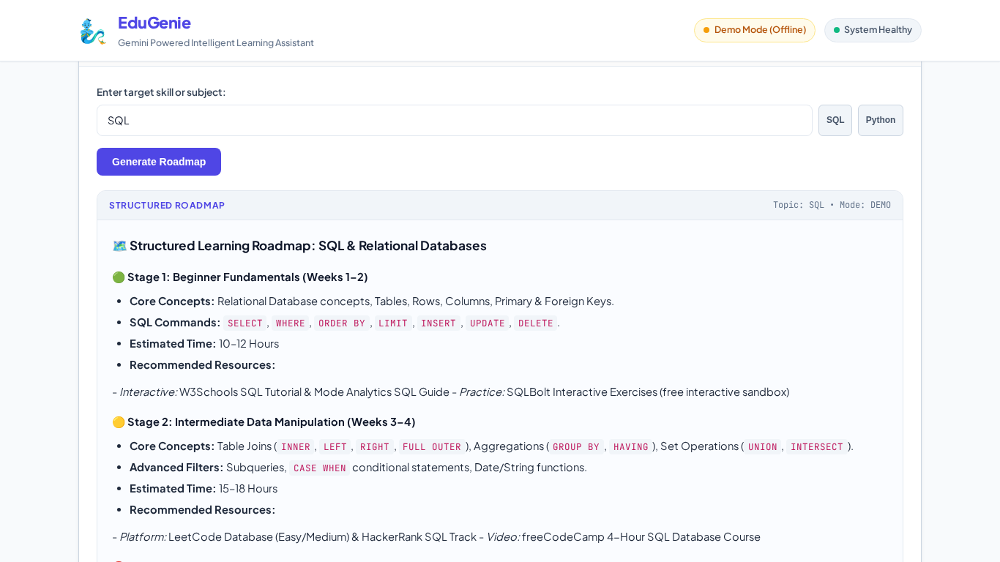 EduGenie
Gemini Powered Intelligent Learning Assistant
Demo Mode (Offline)
System Healthy
Enter target skill or subject:
SQL
SQL
Python
Generate Roadmap
STRUCTURED ROADMAP
Topic: SQL • Mode: DEMO
🗺️ Structured Learning Roadmap: SQL & Relational Databases
🟢 Stage 1: Beginner Fundamentals (Weeks 1–2)
• Core Concepts: Relational Database concepts, Tables, Rows, Columns, Primary & Foreign Keys.
• SQL Commands: SELECT, WHERE, ORDER BY, LIMIT, INSERT, UPDATE, DELETE.
• Estimated Time: 10–12 Hours
• Recommended Resources:
- Interactive: W3Schools SQL Tutorial & Mode Analytics SQL Guide - Practice: SQLBolt Interactive Exercises (free interactive sandbox)
🟡 Stage 2: Intermediate Data Manipulation (Weeks 3–4)
• Core Concepts: Table Joins (INNER, LEFT, RIGHT, FULL OUTER), Aggregations (GROUP BY, HAVING), Set Operations (UNION, INTERSECT).
• Advanced Filters: Subqueries, CASE WHEN conditional statements, Date/String functions.
• Estimated Time: 15–18 Hours
• Recommended Resources:
- Platform: LeetCode Database (Easy/Medium) & HackerRank SQL Track - Video: freeCodeCamp 4-Hour SQL Database Course